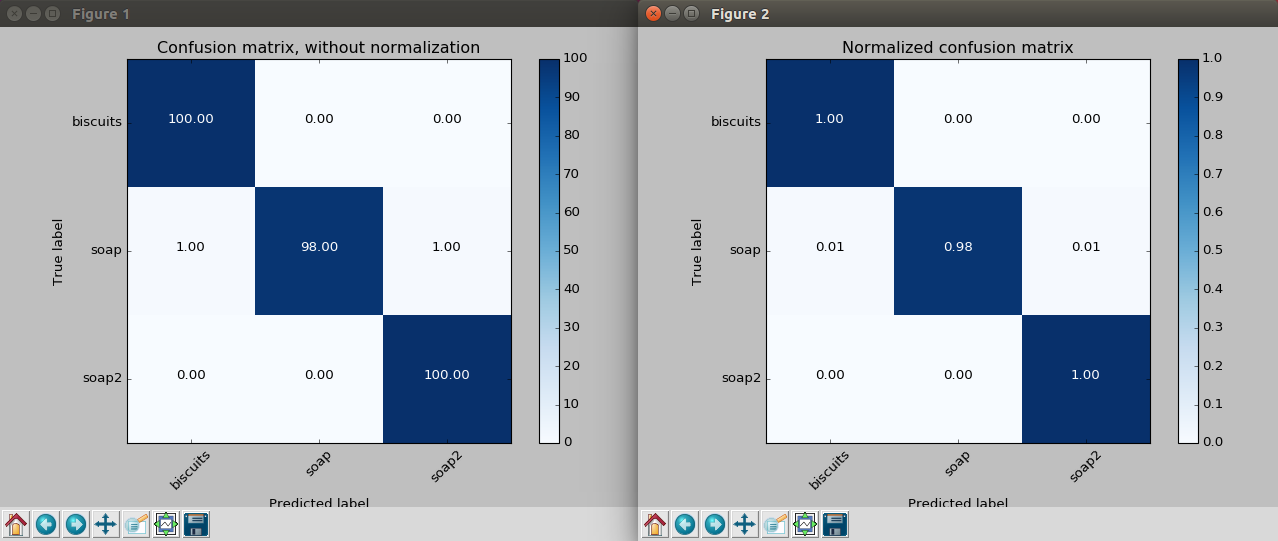 Figure 1
Confusion matrix, without normalization
biscuits 100.00 0.00 0.00
soap 1.00 98.00 1.00
soap2 0.00 0.00 100.00
True label
biscuits soap soap2
Predicted label
100
90
80
70
60
50
40
30
20
10
0
Figure 2
Normalized confusion matrix
biscuits 1.00 0.00 0.00
soap 0.01 0.98 0.01
soap2 0.00 0.00 1.00
True label
biscuits soap soap2
Predicted label
1.0
0.9
0.8
0.7
0.6
0.5
0.4
0.3
0.2
0.1
0.0